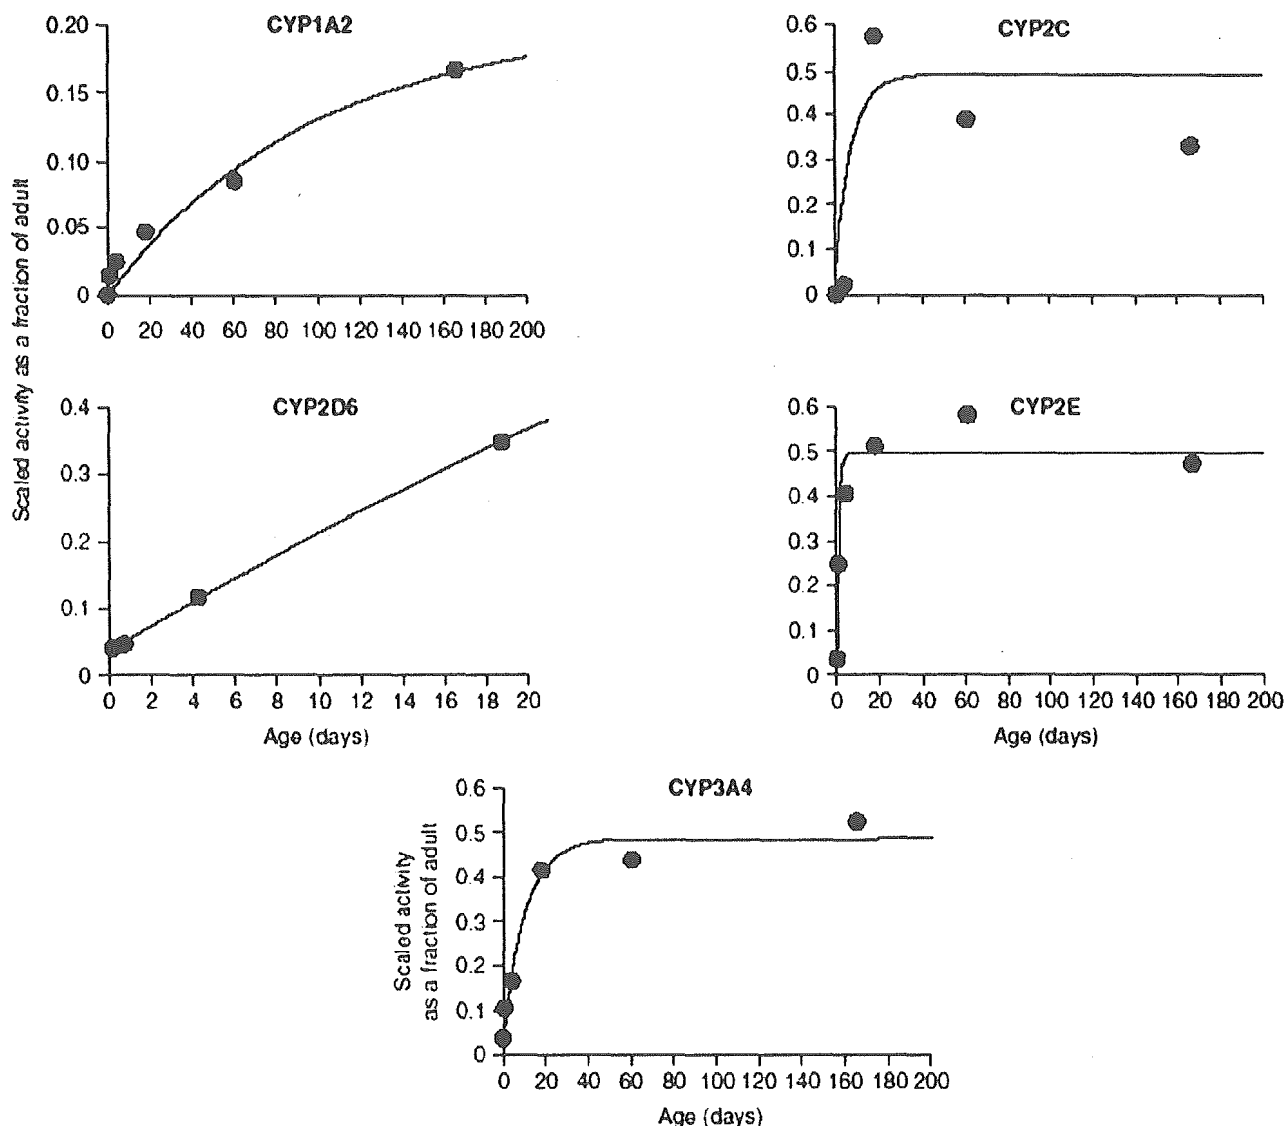 CYP1A2
0.20
0.15
0.10
0.05
0
0 20 40 60 80 100 120 140 160 180 200
Scaled activity as a fraction of adult
CYP2C
0.6
0.5
0.4
0.3
0.2
0.1
0
CYP2D6
0.4
0.3
0.2
0.1
0
0 2 4 6 8 10 12 14 16 18 20
Age (days)
CYP2E
0.6
0.5
0.4
0.3
0.2
0.1
0
0 20 40 60 80 100 120 140 160 180 200
Age (days)
CYP3A4
0.6
0.5
0.4
0.3
0.2
0.1
0
0 20 40 60 80 100 120 140 160 180 200
Scaled activity
as a fraction of adult
Age (days)